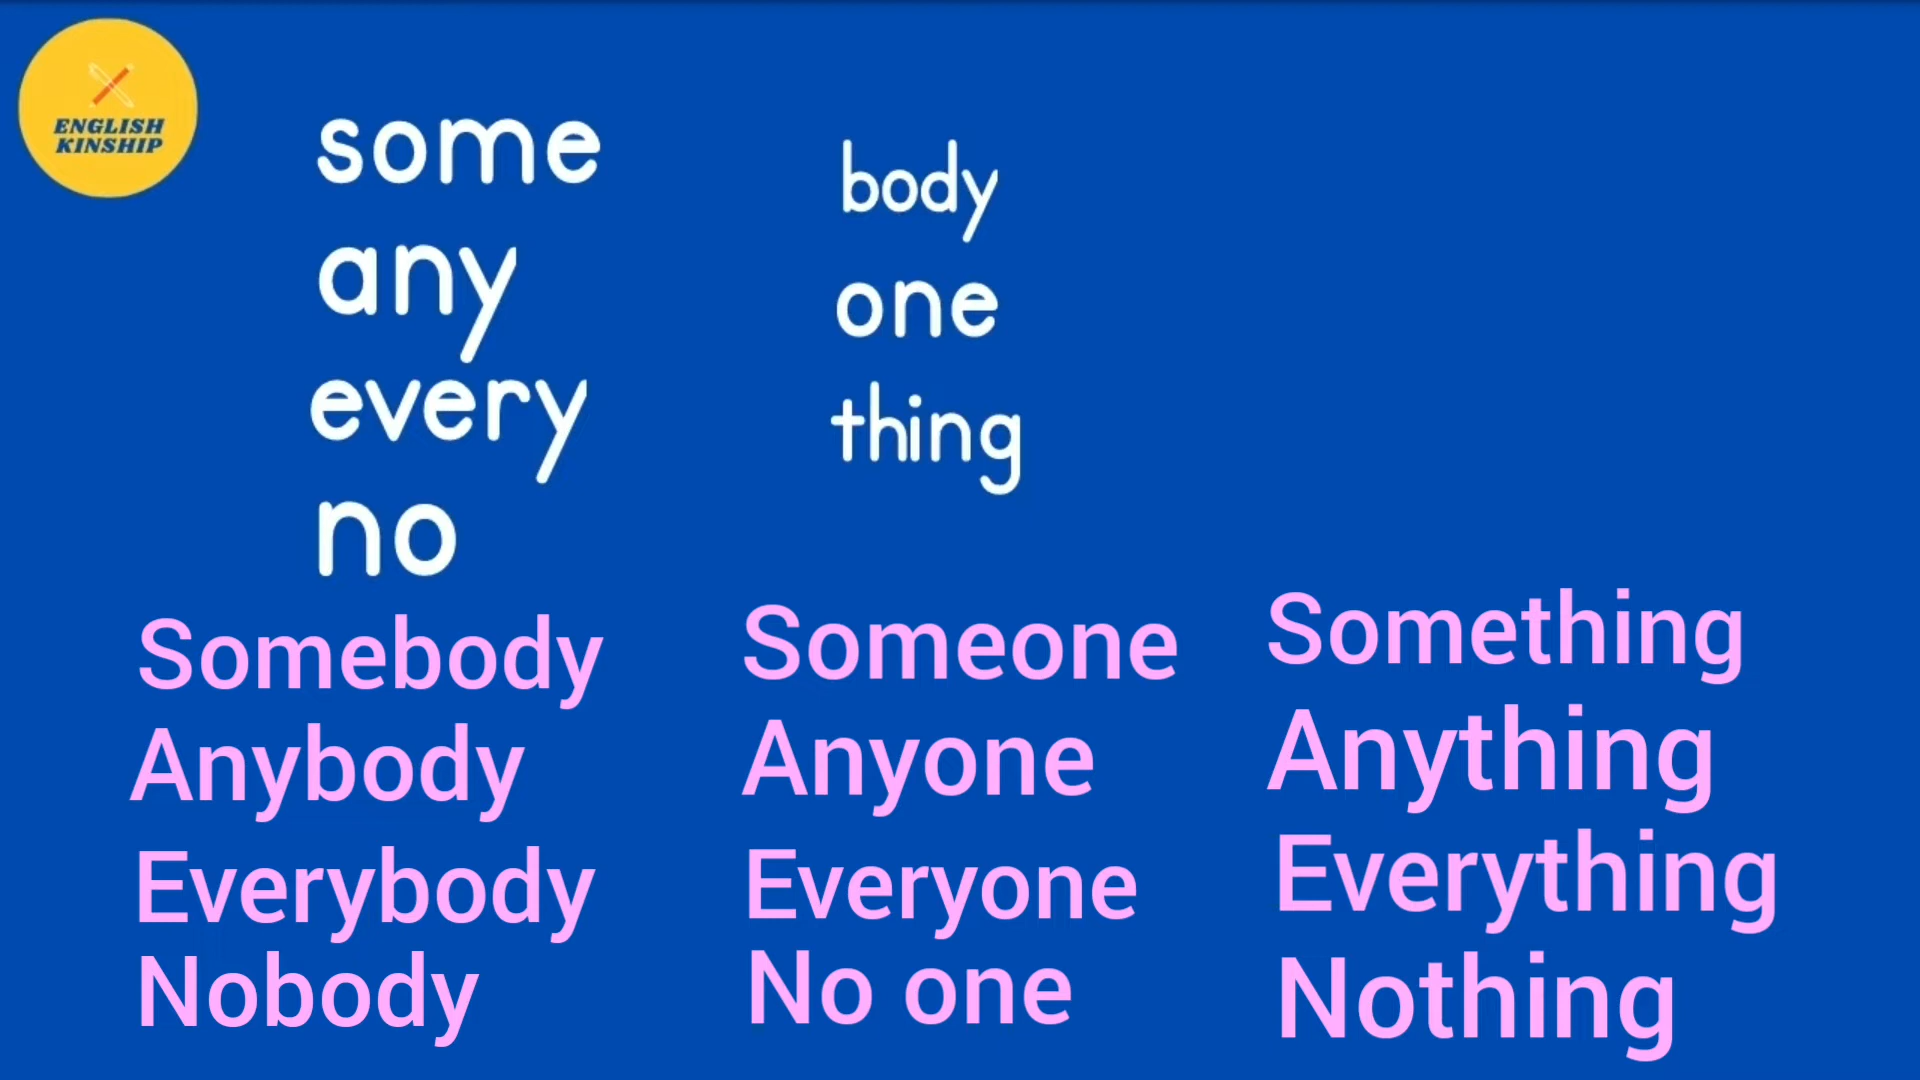 ENGLISH
KINSHIP
some
any
every
no
body
one
thing
Somebody
Anybody
Everybody
Nobody
Someone
Anyone
Everyone
No one
Something
Anything
Everything
Nothing